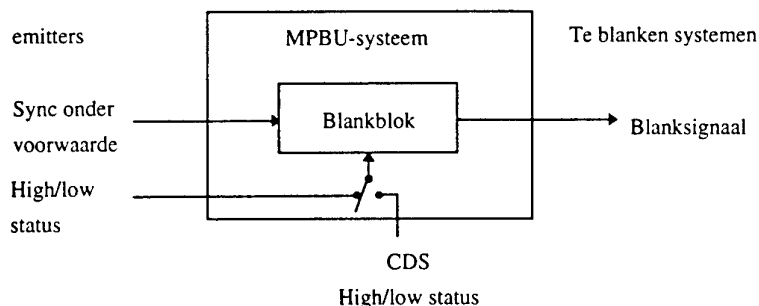 emitters
MPBU-systeem
Te blanken systemen
Sync onder
voorwaarde
Blankblok
Blanksignaal
High/low
status
CDS
High/low status